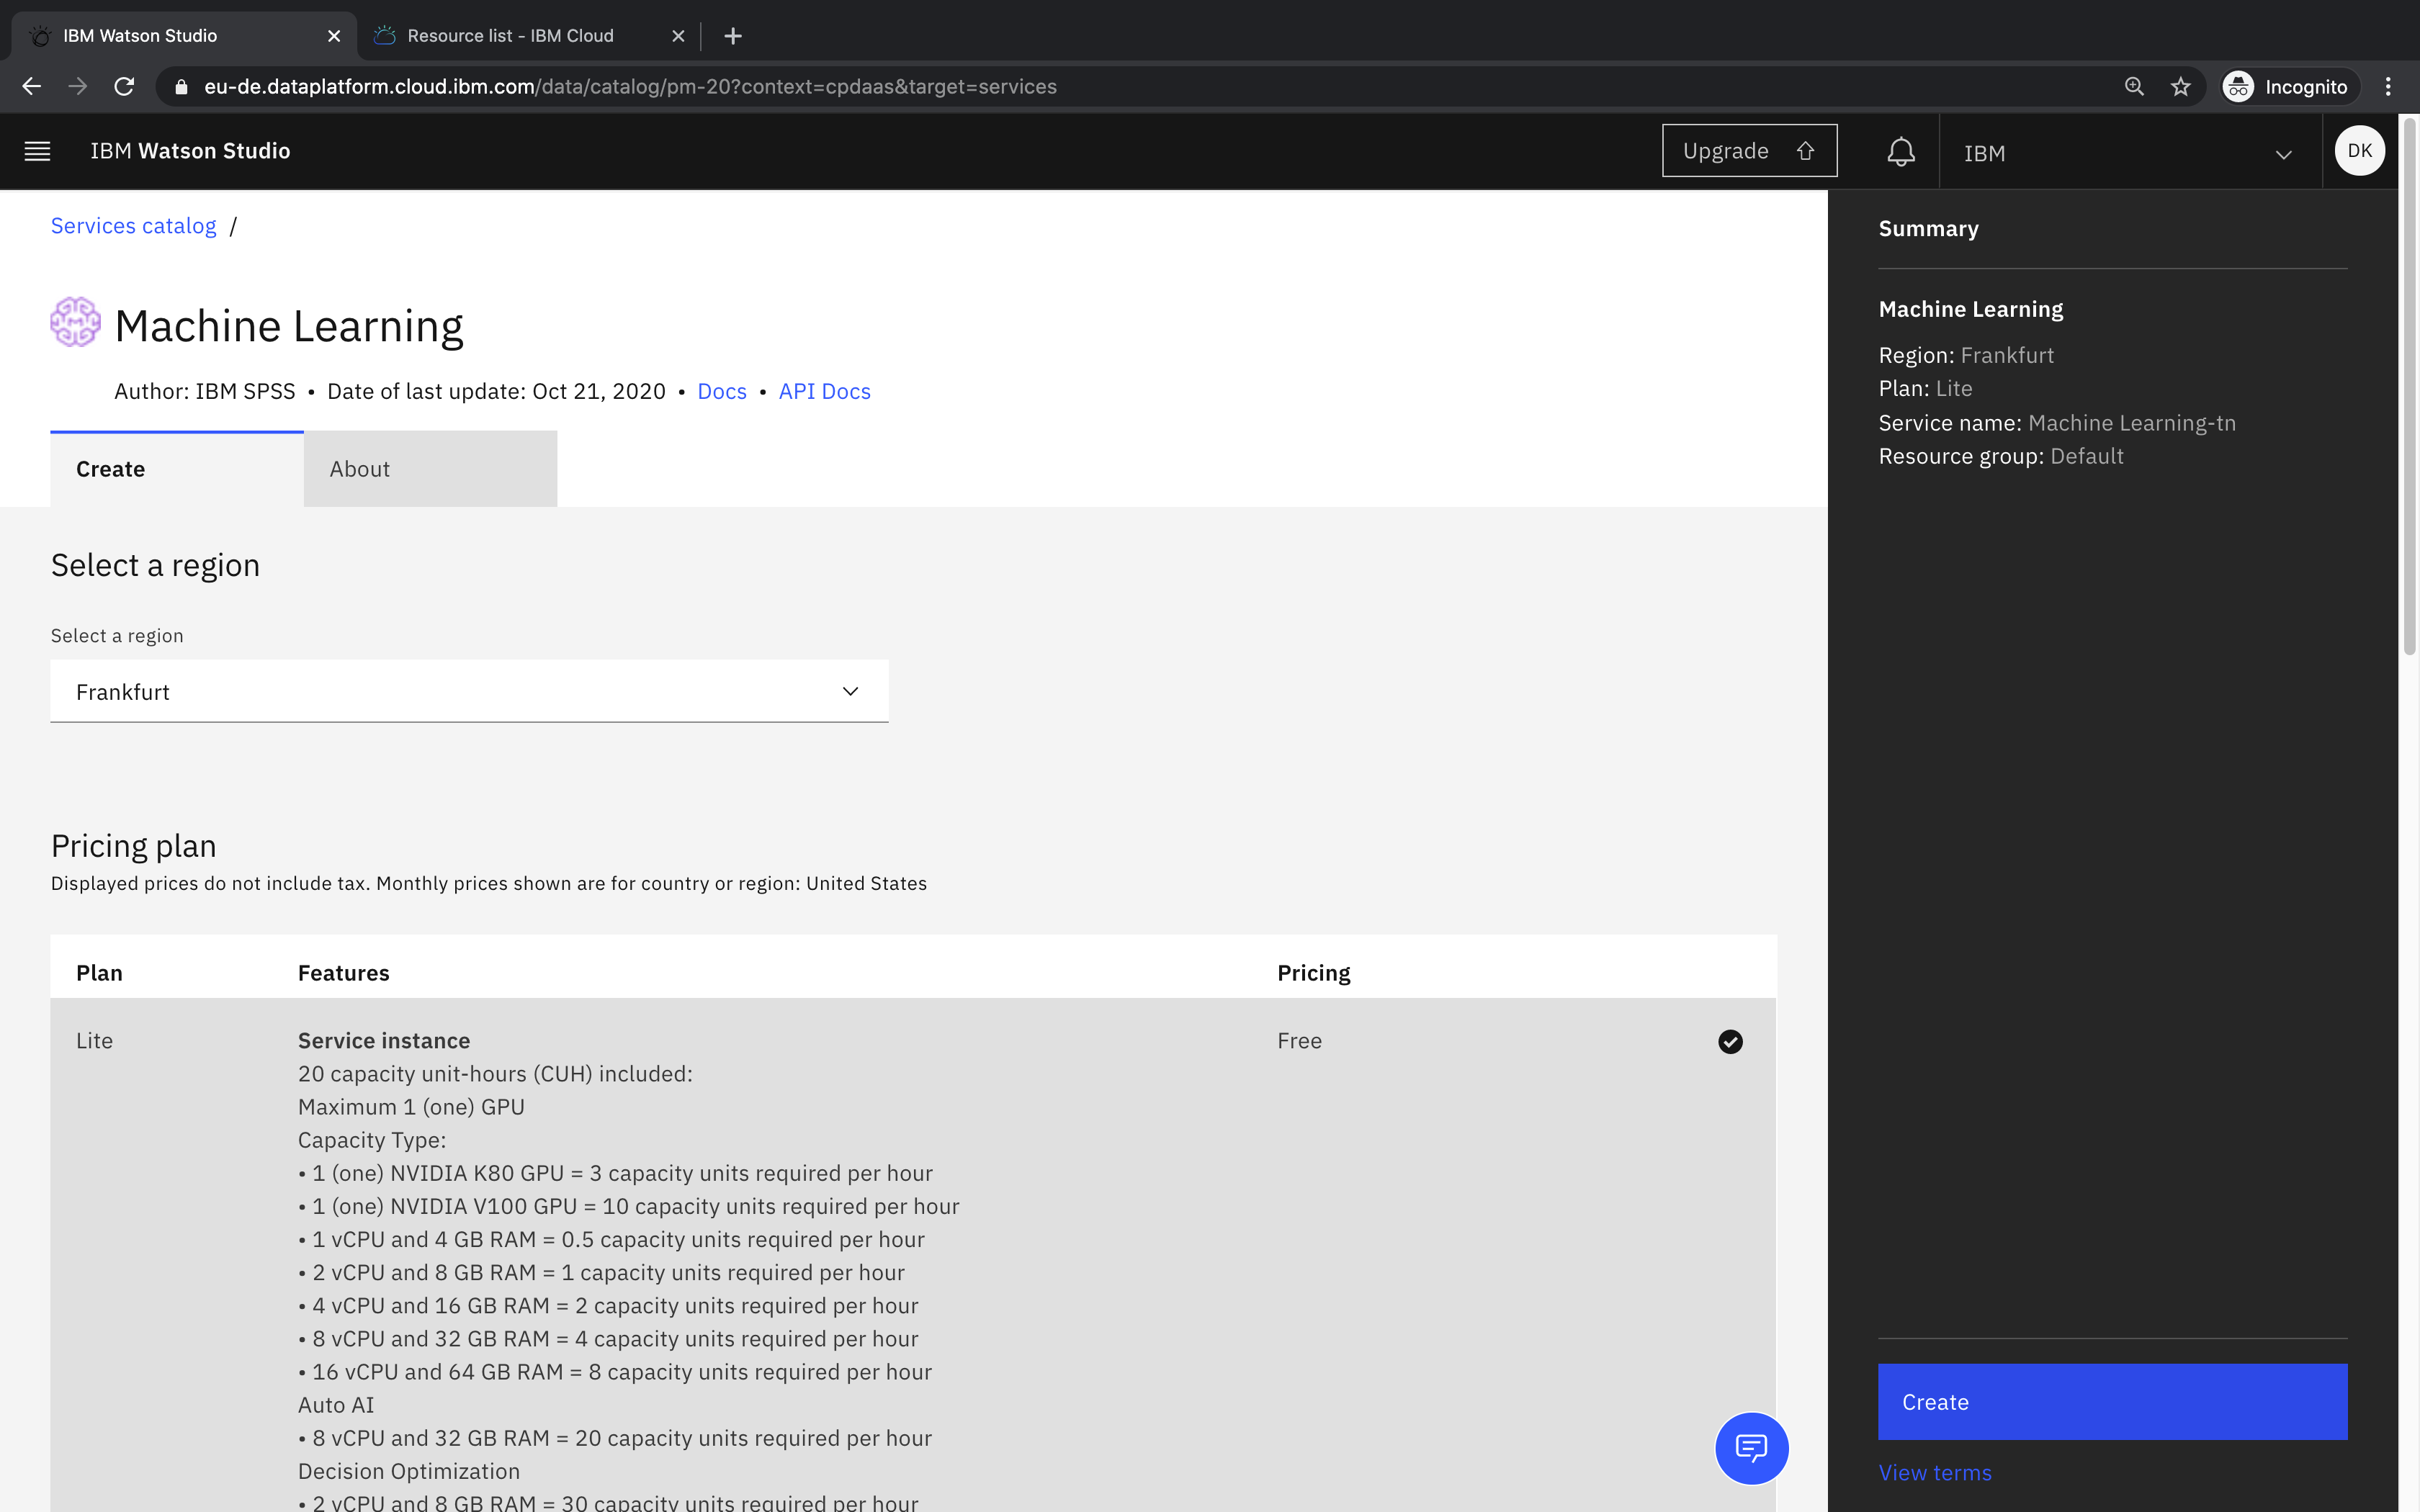 IBM Watson Studio
Resource list - IBM Cloud
eu-de.dataplatform.cloud.ibm.com/data/catalog/pm-20?context=cpdaas&target=services
Incognito
IBM Watson Studio
Upgrade
IBM
DK
Services catalog /
Machine Learning
Author: IBM SPSS • Date of last update: Oct 21, 2020 • Docs • API Docs
Create
About
Select a region
Select a region
Frankfurt
Pricing plan
Displayed prices do not include tax. Monthly prices shown are for country or region: United States
Plan Features Pricing
Lite Service instance Free
20 capacity unit-hours (CUH) included:
Maximum 1 (one) GPU
Capacity Type:
• 1 (one) NVIDIA K80 GPU = 3 capacity units required per hour
• 1 (one) NVIDIA V100 GPU = 10 capacity units required per hour
• 1 vCPU and 4 GB RAM = 0.5 capacity units required per hour
• 2 vCPU and 8 GB RAM = 1 capacity units required per hour
• 4 vCPU and 16 GB RAM = 2 capacity units required per hour
• 8 vCPU and 32 GB RAM = 4 capacity units required per hour
• 16 vCPU and 64 GB RAM = 8 capacity units required per hour
Auto AI
• 8 vCPU and 32 GB RAM = 20 capacity units required per hour
Decision Optimization
• 2 vCPU and 8 GB RAM = 30 capacity units required per hour
Summary
Machine Learning
Region: Frankfurt
Plan: Lite
Service name: Machine Learning-tn
Resource group: Default
Create
View terms